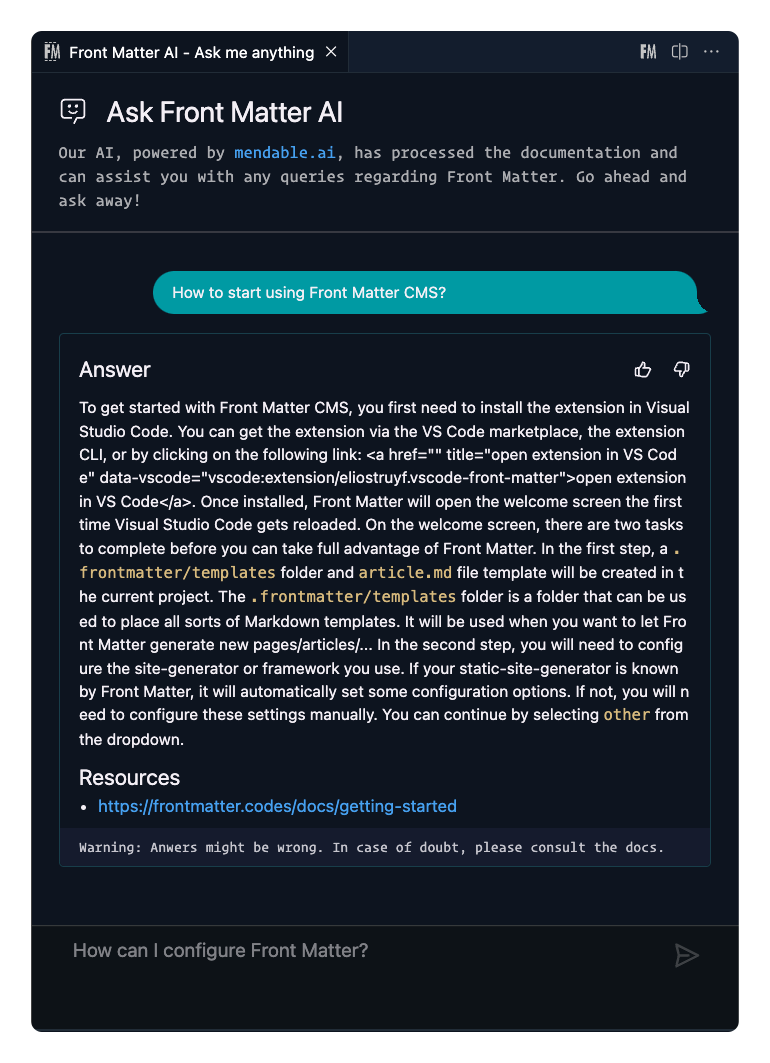 FM Front Matter AI - Ask me anything
FM
Ask Front Matter AI
Our AI, powered by mendable.ai, has processed the documentation and
can assist you with any queries regarding Front Matter. Go ahead and
ask away!
How to start using Front Matter CMS?
Answer
To get started with Front Matter CMS, you first need to install the extension in Visual
Studio Code. You can get the extension via the VS Code marketplace, the extension
CLI, or by clicking on the following link: <a href="" title="open extension in VS Cod
e" data-vscode="vscode:extension/eliostruyf.vscode-front-matter">open extension
in VS Code</a>. Once installed, Front Matter will open the welcome screen the first
time Visual Studio Code gets reloaded. On the welcome screen, there are two tasks
to complete before you can take full advantage of Front Matter. In the first step, a .
frontmatter/templates folder and article.md file template will be created in t
he current project. The .frontmatter/templates folder is a folder that can be us
ed to place all sorts of Markdown templates. It will be used when you want to let Fro
nt Matter generate new pages/articles/... In the second step, you will need to config
ure the site-generator or framework you use. If your static-site-generator is known
by Front Matter, it will automatically set some configuration options. If not, you will n
eed to configure these settings manually. You can continue by selecting other from
the dropdown.
Resources
• https://frontmatter.codes/docs/getting-started
Warning: Anwers might be wrong. In case of doubt, please consult the docs.
How can I configure Front Matter?